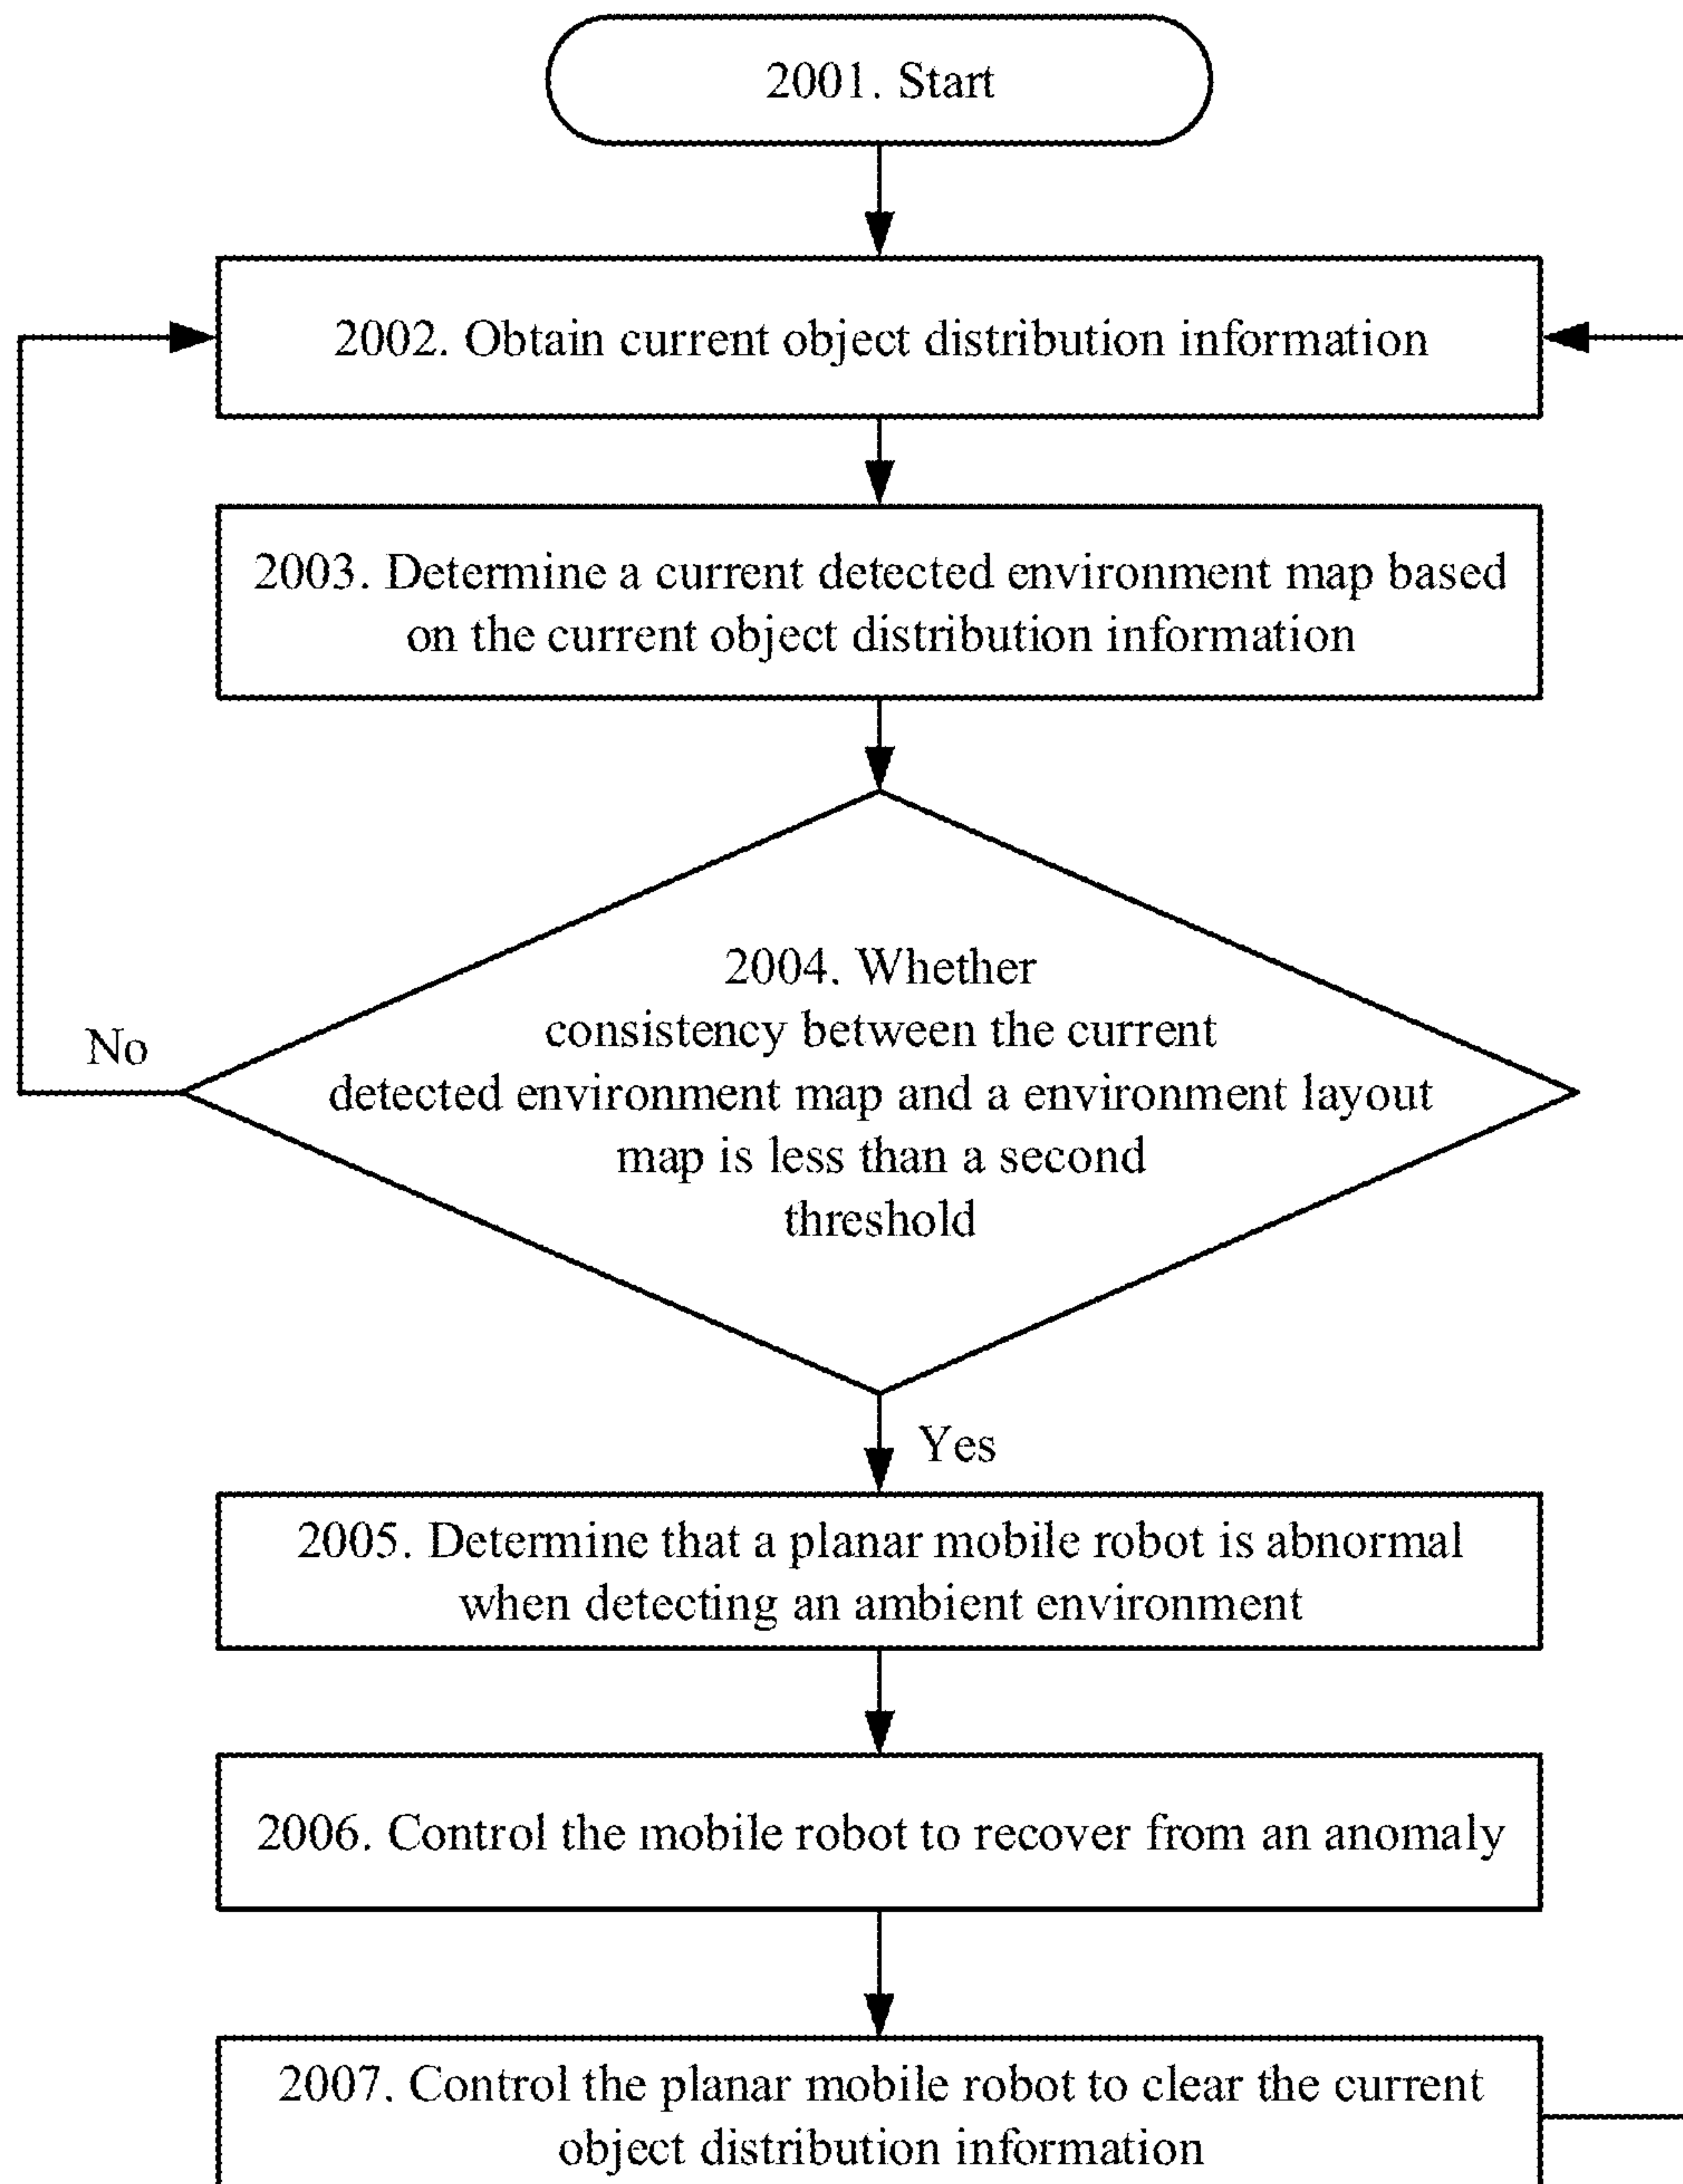 2001. Start
2002. Obtain current object distribution information
2003. Determine a current detected environment map based
on the current object distribution information
2004. Whether
consistency between the current
detected environment map and a environment layout
map is less than a second
threshold
No
Yes
2005. Determine that a planar mobile robot is abnormal
when detecting an ambient environment
2006. Control the mobile robot to recover from an anomaly
2007. Control the planar mobile robot to clear the current
object distribution information